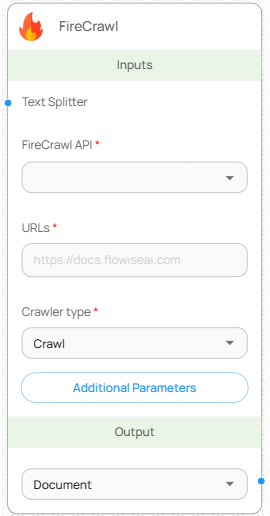 FireCrawl
Inputs
Text Splitter
FireCrawl API *
URLs *
https://docs.flowiseai.com
Crawler type *
Crawl
Additional Parameters
Output
Document